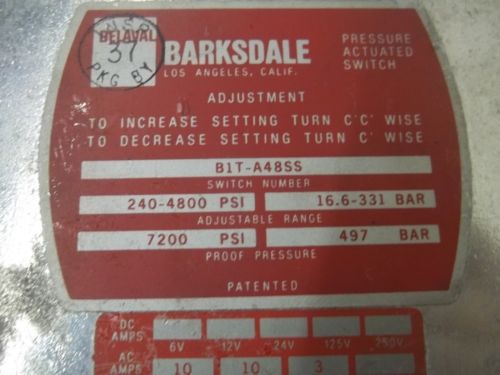 INSP
DELAVAL
37
PKG BY
BARKSDALE
LOS ANGELES, CALIF.
PRESSURE
ACTUATED
SWITCH
ADJUSTMENT
TO INCREASE SETTING TURN C'C' WISE
TO DECREASE SETTING TURN C' WISE
B1T-A48SS
SWITCH NUMBER
240-4800 PSI 16.6-331 BAR
ADJUSTABLE RANGE
7200 PSI 497 BAR
PROOF PRESSURE
PATENTED
DC
AMPS
6V 12V 24V 125V 250V
AC
AMPS 10 10 3